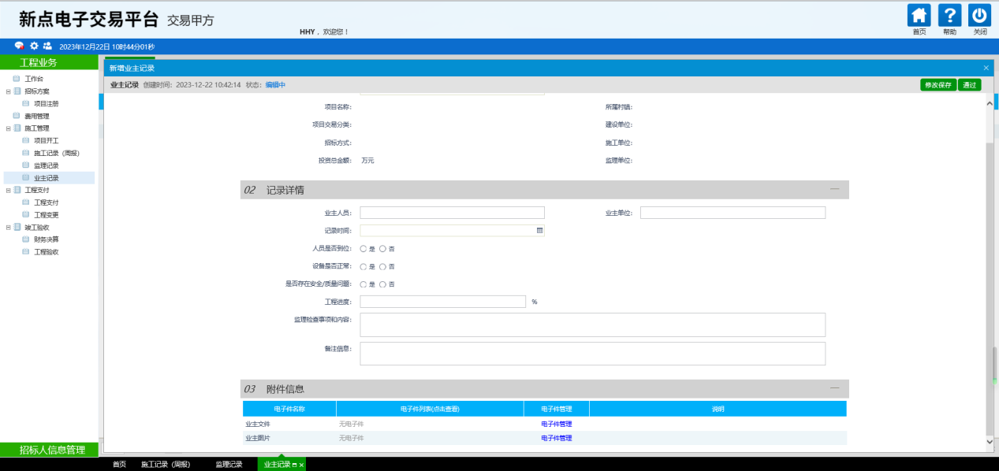 新点电子交易平台 交易甲方
HHY ，欢迎您！
首页 帮助 关闭
2023年12月22日 10时44分01秒
工程业务
工作台
招标方案
项目注册
费用管理
施工管理
项目开工
施工记录（周报）
监理记录
业主记录
工程支付
工程支付
工程变更
竣工验收
财务决算
工程验收
招标人信息管理
新增业主记录
业主记录 创建时间：2023-12-22 10:42:14 状态：编辑中
修改保存 通过
项目名称： 所属村镇：
项目交易分类： 建设单位：
招标方式： 施工单位：
投资总金额： 万元 监理单位：
02 记录详情
业主人员： 业主单位：
记录时间：
人员是否到位： 是 否
设备是否正常： 是 否
是否存在安全/质量问题： 是 否
工程进度： %
监理检查事项和内容：
备注信息：
03 附件信息
电子件名称 电子件列表(点击查看) 电子件管理 说明
业主文件 无电子件 电子件管理
业主图片 无电子件 电子件管理
首页 施工记录（周报） 监理记录 业主记录